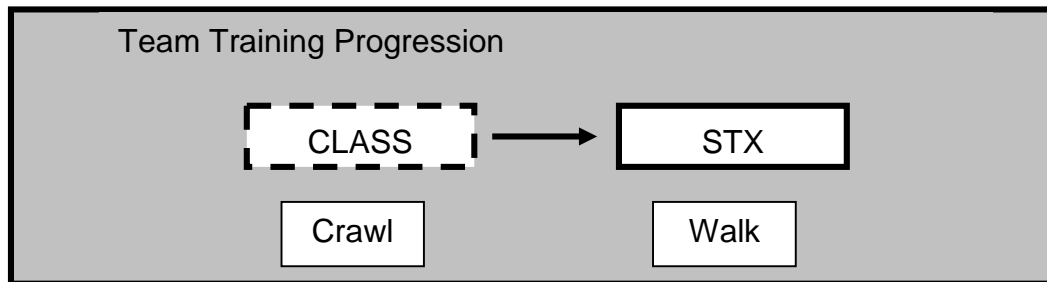 Team Training Progression
CLASS
STX
Crawl
Walk